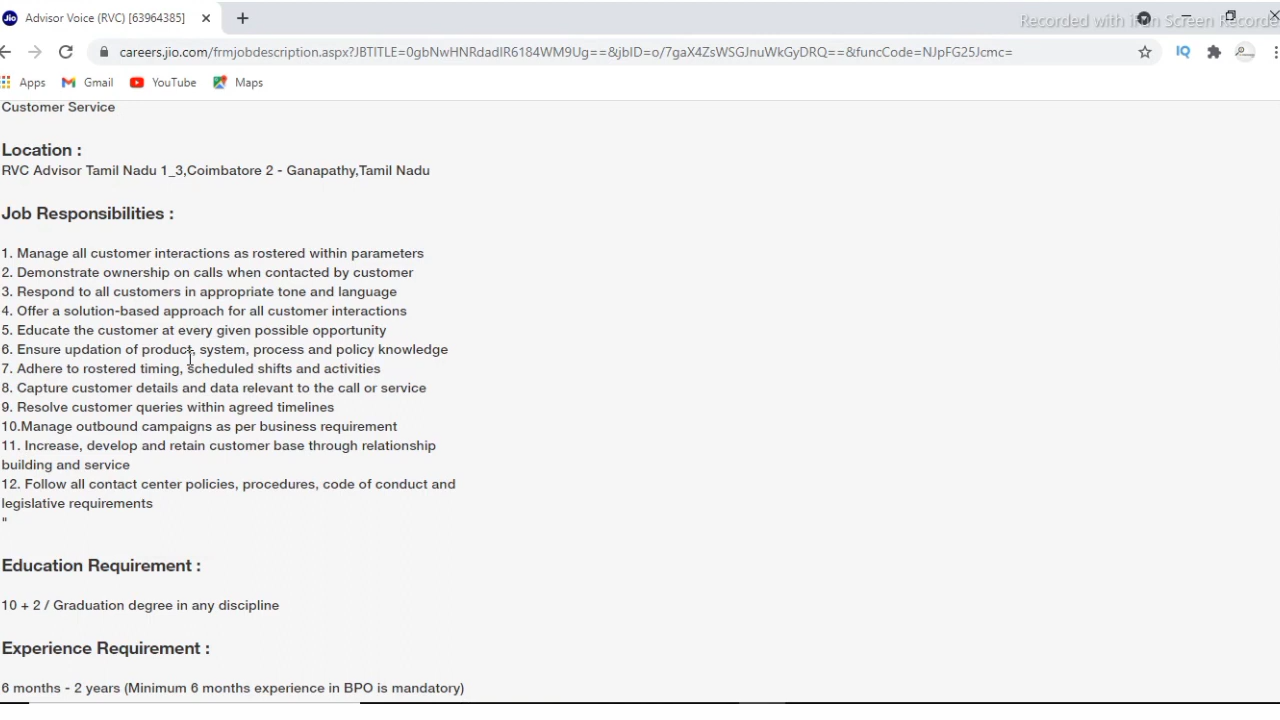 Jio Advisor Voice (RVC) [63964385]
Recorded with iFun Screen Recorde
careers.jio.com/frmjobdescription.aspx?JBTITLE=0gbNwHNRdadlR6184WM9Ug==&jbID=o/7gaX4ZsWSGJnuWkGyDRQ==&funcCode=NJpFG25Jcmc=
IQ
Apps Gmail YouTube Maps
Customer Service
Location :
RVC Advisor Tamil Nadu 1_3,Coimbatore 2 - Ganapathy,Tamil Nadu
Job Responsibilities :
1. Manage all customer interactions as rostered within parameters
2. Demonstrate ownership on calls when contacted by customer
3. Respond to all customers in appropriate tone and language
4. Offer a solution-based approach for all customer interactions
5. Educate the customer at every given possible opportunity
6. Ensure updation of product, system, process and policy knowledge
7. Adhere to rostered timing, scheduled shifts and activities
8. Capture customer details and data relevant to the call or service
9. Resolve customer queries within agreed timelines
10.Manage outbound campaigns as per business requirement
11. Increase, develop and retain customer base through relationship
building and service
12. Follow all contact center policies, procedures, code of conduct and
legislative requirements
"
Education Requirement :
10 + 2 / Graduation degree in any discipline
Experience Requirement :
6 months - 2 years (Minimum 6 months experience in BPO is mandatory)